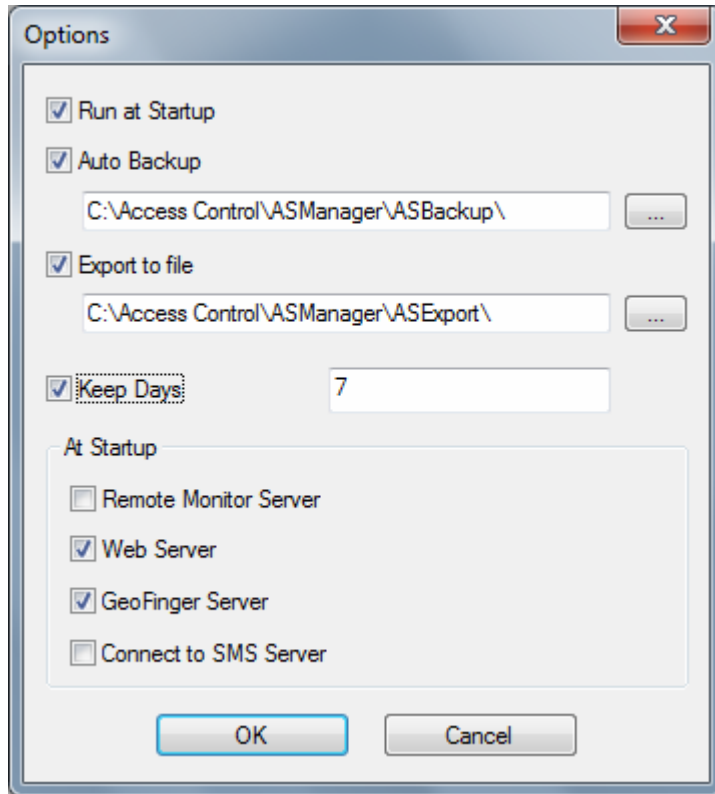 Options
Run at Startup
Auto Backup
C:\Access Control\ASManager\ASBackup\
...
Export to file
C:\Access Control\ASManager\ASExport\
...
Keep Days 7
At Startup
Remote Monitor Server
Web Server
GeoFinger Server
Connect to SMS Server
OK Cancel